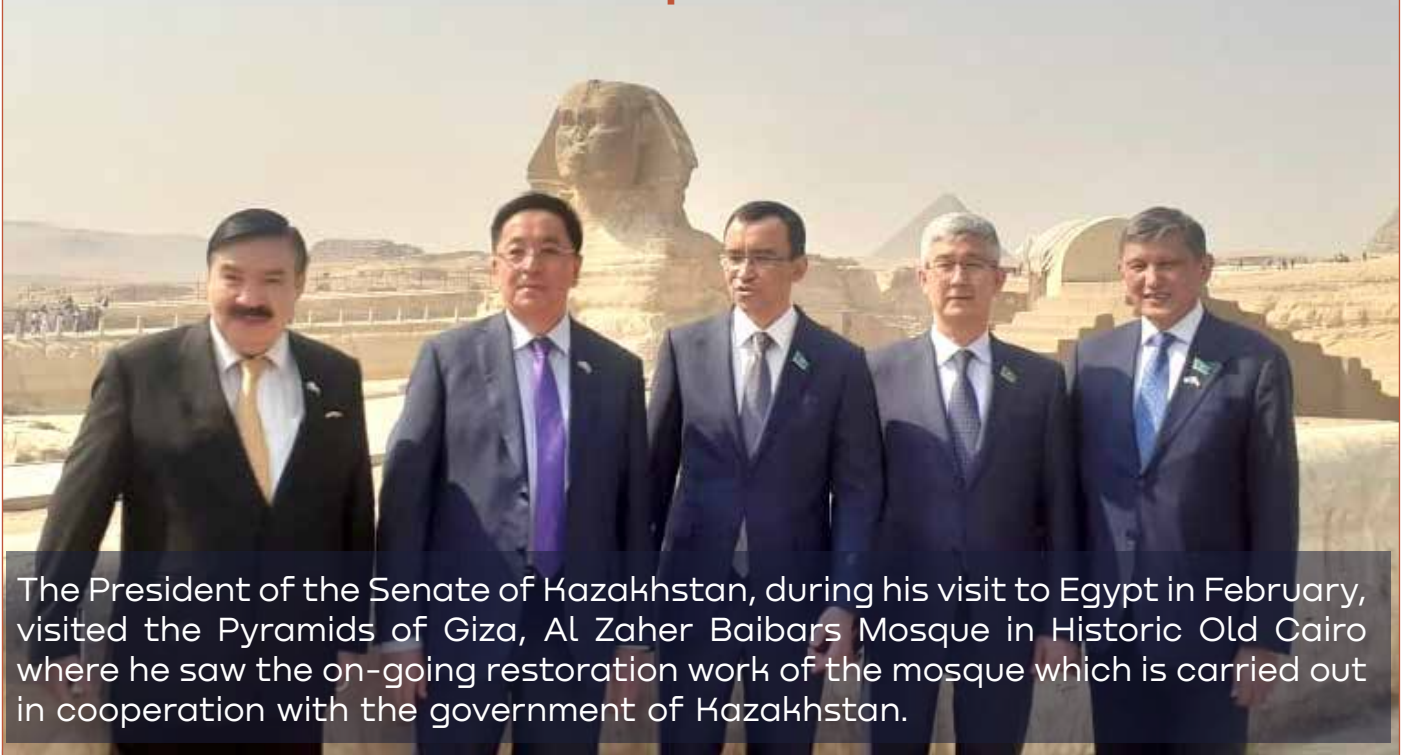 The President of the Senate of Kazakhstan, during his visit to Egypt in February,
visited the Pyramids of Giza, Al Zaher Baibars Mosque in Historic Old Cairo
where he saw the on-going restoration work of the mosque which is carried out
in cooperation with the government of Kazakhstan.